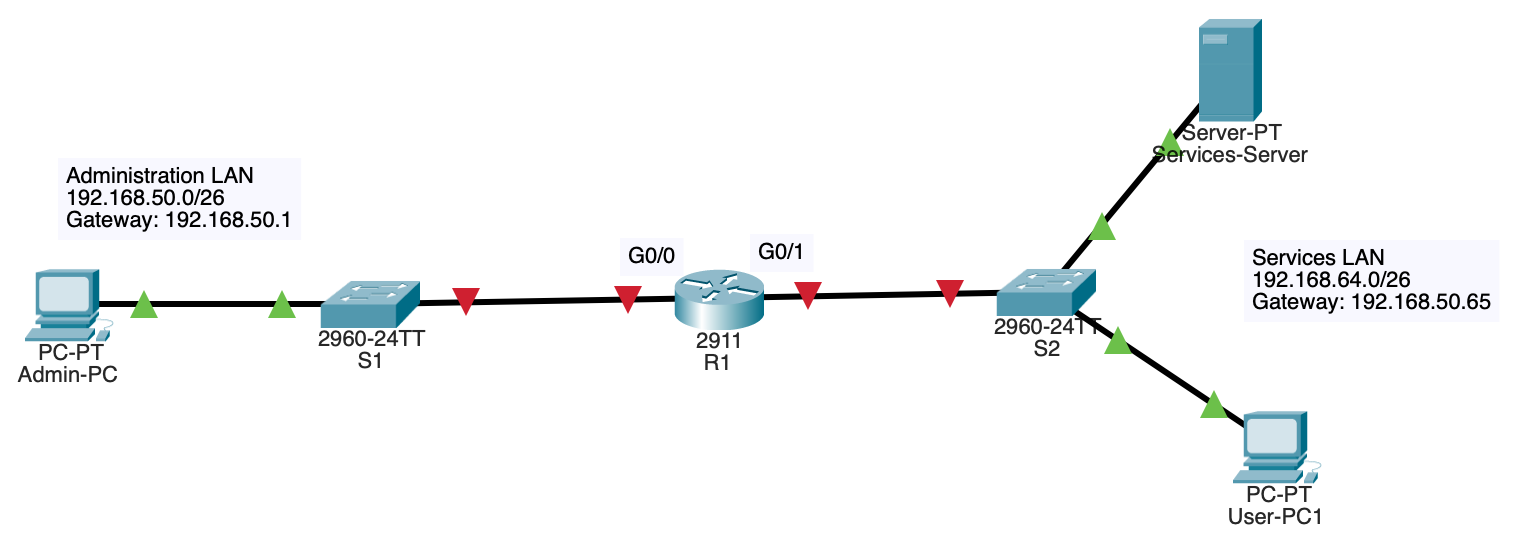 Server-PT
Services-Server
Administration LAN
192.168.50.0/26
Gateway: 192.168.50.1
G0/0
G0/1
Services LAN
192.168.64.0/26
Gateway: 192.168.50.65
PC-PT
Admin-PC
2960-24TT
S1
2911
R1
2960-24TT
S2
PC-PT
User-PC1